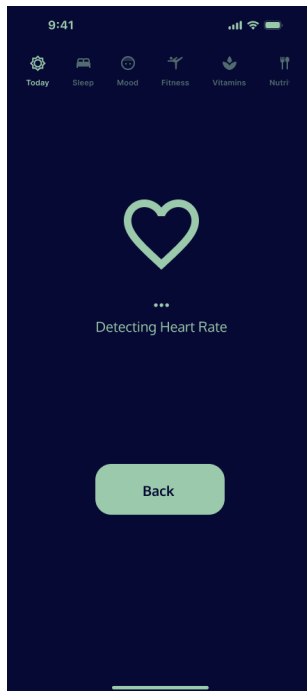 9:41
Today Sleep Mood Fitness Vitamins Nutri
...
Detecting Heart Rate
Back